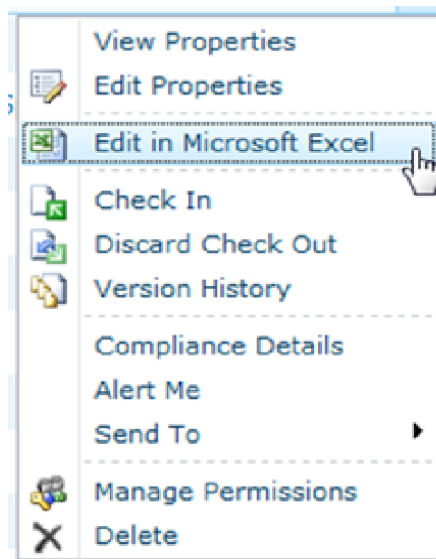 View Properties
Edit Properties
Edit in Microsoft Excel
Check In
Discard Check Out
Version History
Compliance Details
Alert Me
Send To
Manage Permissions
Delete